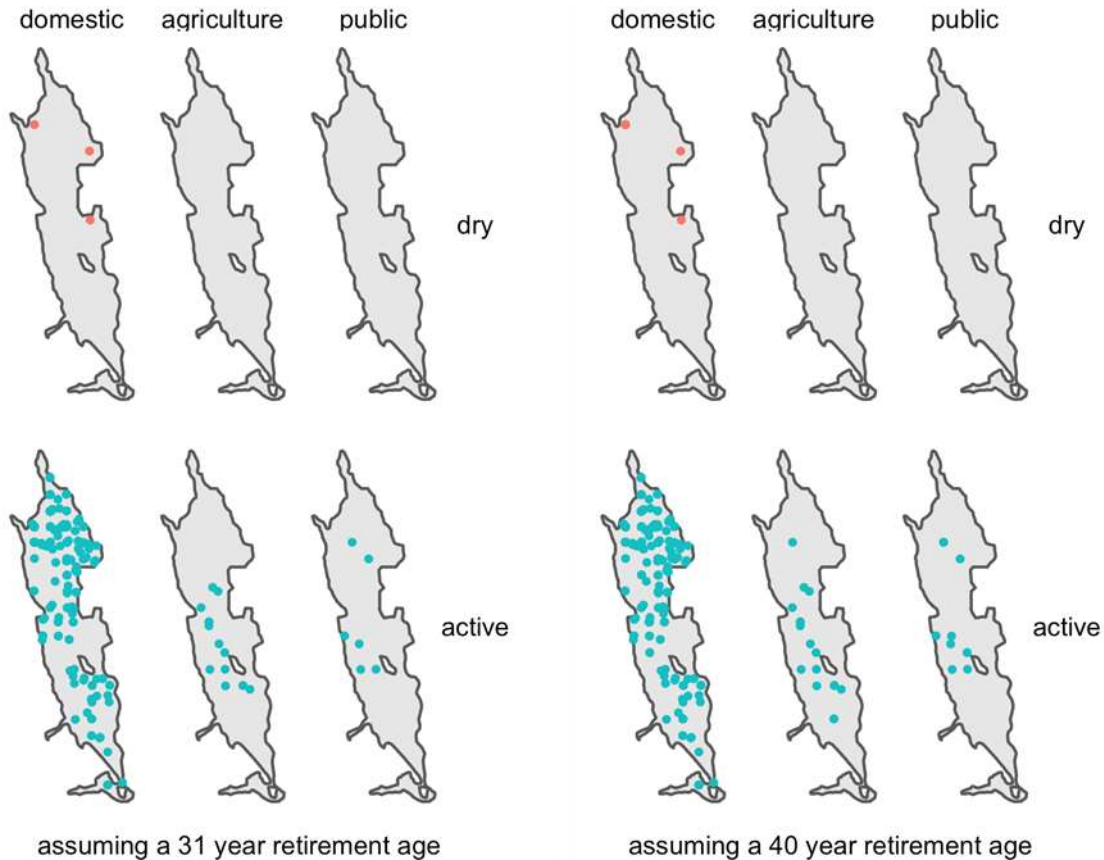 domestic agriculture public domestic agriculture public
dry dry
active active
assuming a 31 year retirement age assuming a 40 year retirement age